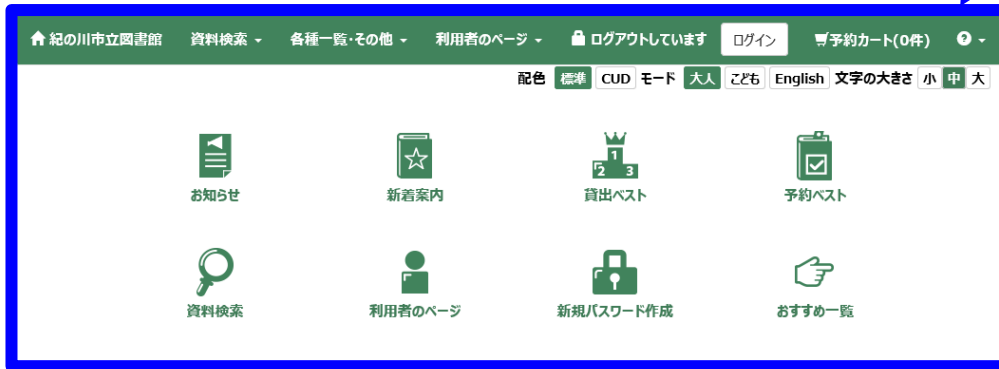 紀の川市立図書館 資料検索 各種一覧・その他 利用者のページ ログアウトしています ログイン 予約カート(0件)
配色 標準 CUD モード 大人 こども English 文字の大きさ 小 中 大
お知らせ 新着案内 貸出ベスト 予約ベスト
資料検索 利用者のページ 新規パスワード作成 おすすめ一覧